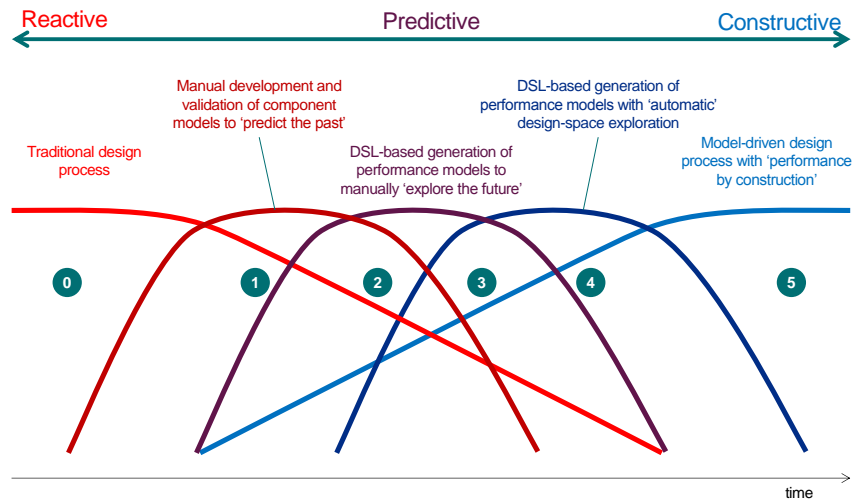 Reactive
Predictive
Constructive
Manual development and
validation of component
models to ‘predict the past’
DSL-based generation of
performance models with ‘automatic’
design-space exploration
Traditional design
process
DSL-based generation of
performance models to
manually ‘explore the future’
Model-driven design
process with ‘performance
by construction’
0
1
2
3
4
5
time